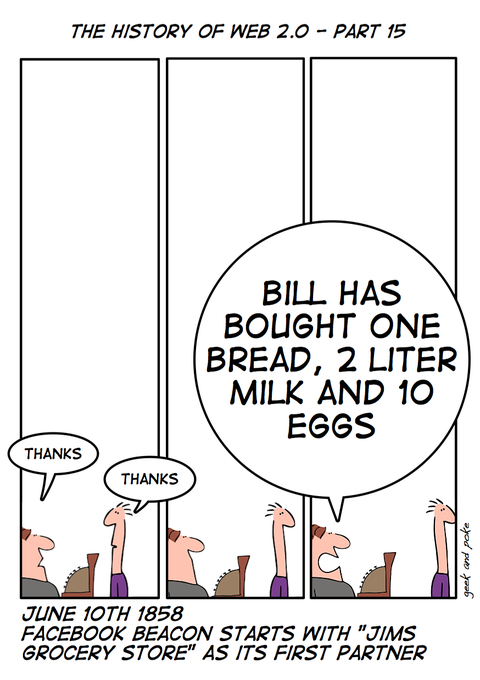 THE HISTORY OF WEB 2.0 - PART 15
THANKS
THANKS
BILL HAS
BOUGHT ONE
BREAD, 2 LITER
MILK AND 10
EGGS
geek and poke
JUNE 10TH 1858
FACEBOOK BEACON STARTS WITH "JIMS
GROCERY STORE" AS ITS FIRST PARTNER